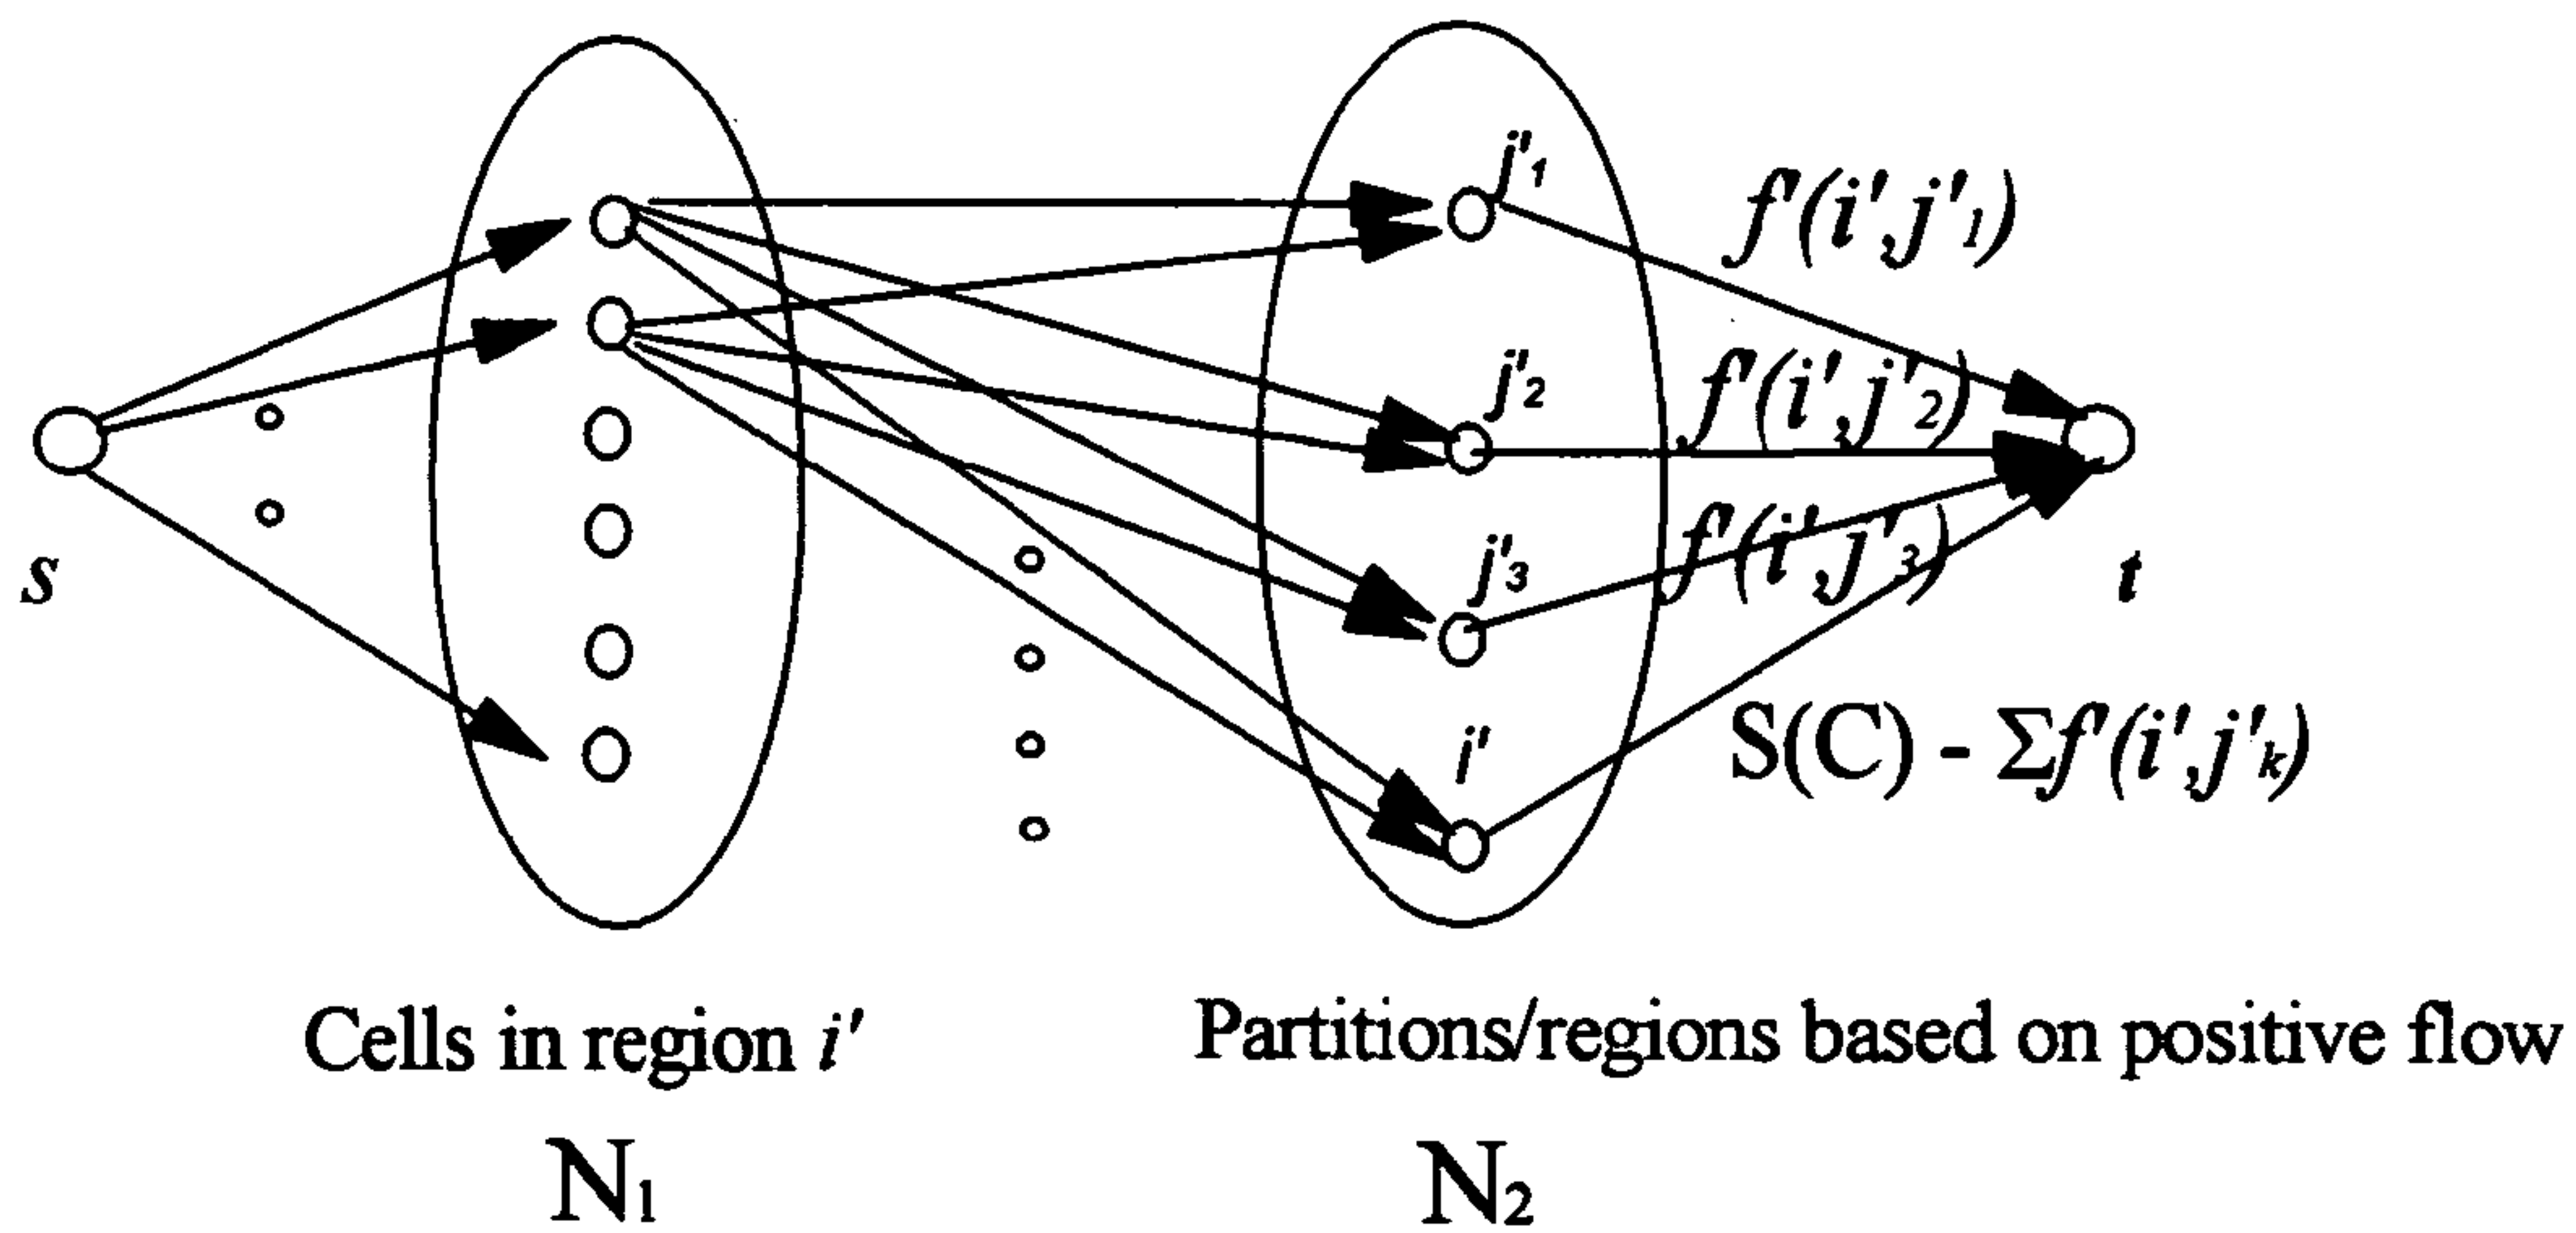 j'1
f'(i',j'1)
j'2
f'(i',j'2)
s
j'3
f'(i',j'3)
t
i'
S(C) - Σf'(i',j'k)
Cells in region i'
Partitions/regions based on positive flow
N1
N2